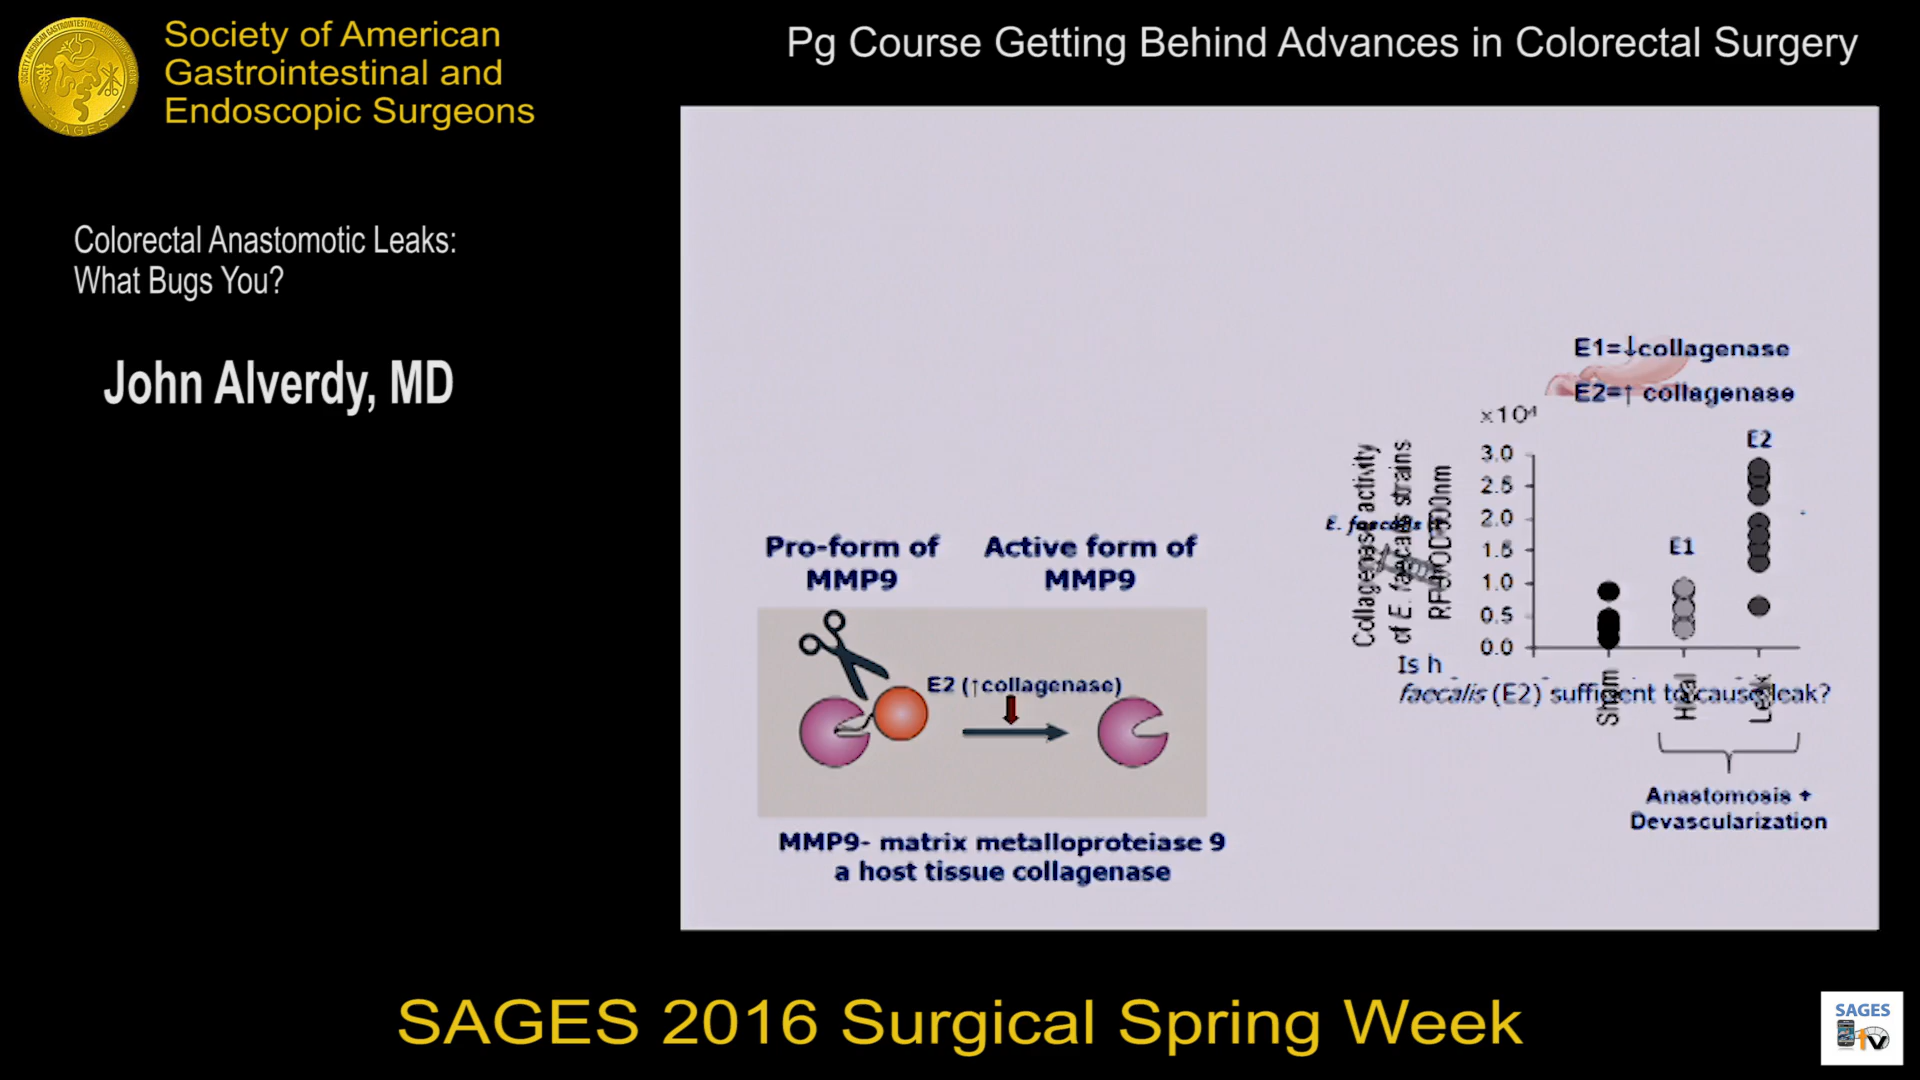 Society of American
Gastrointestinal and
Endoscopic Surgeons
Pg Course Getting Behind Advances in Colorectal Surgery
Colorectal Anastomotic Leaks:
What Bugs You?
John Alverdy, MD
Pro-form of
MMP9
Active form of
MMP9
E2 (↑collagenase)
MMP9- matrix metalloproteiase 9
a host tissue collagenase
E1=↓collagenase
E2=↑ collagenase
×10⁴
Collagenase activity
of E. faecalis strains
E. faecalis
3.0
2.5
2.0
1.5
1.0
0.5
0.0
E1
E2
Is h
faecalis (E2) sufficient to cause leak?
Sham
Heal
Leak
Anastomosis +
Devascularization
SAGES 2016 Surgical Spring Week
SAGES
tv
SAGES